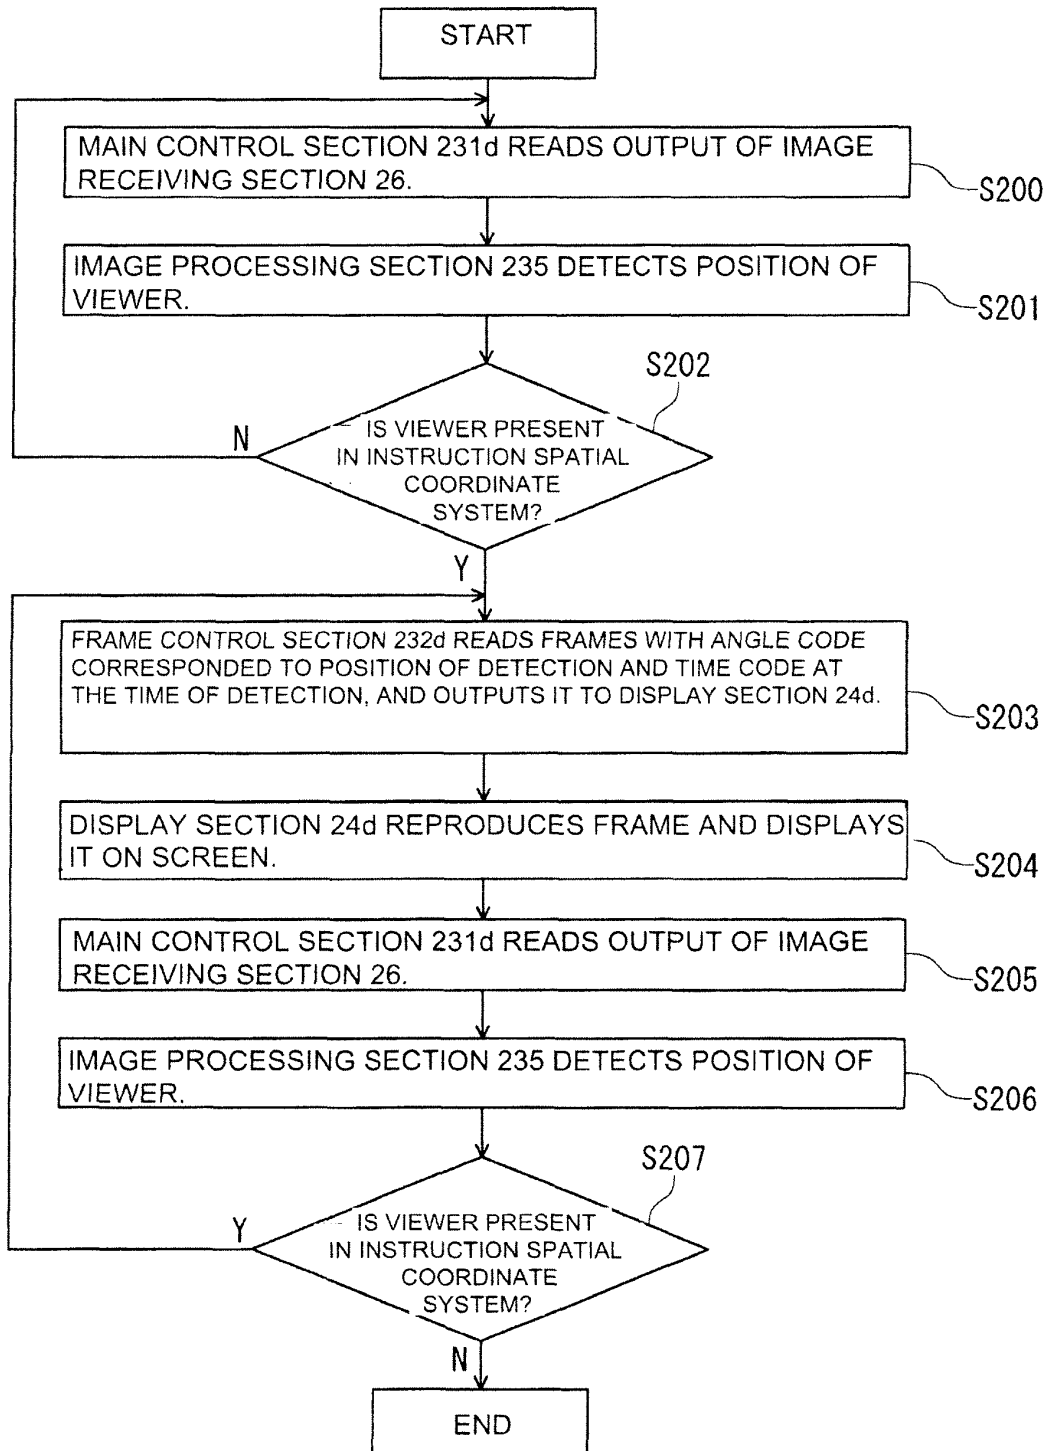 START
MAIN CONTROL SECTION 231d READS OUTPUT OF IMAGE
RECEIVING SECTION 26.
S200
IMAGE PROCESSING SECTION 235 DETECTS POSITION OF
VIEWER.
S201
S202
IS VIEWER PRESENT
IN INSTRUCTION SPATIAL
COORDINATE
SYSTEM?
N
Y
FRAME CONTROL SECTION 232d READS FRAMES WITH ANGLE CODE
CORRESPONDED TO POSITION OF DETECTION AND TIME CODE AT
THE TIME OF DETECTION, AND OUTPUTS IT TO DISPLAY SECTION 24d.
S203
DISPLAY SECTION 24d REPRODUCES FRAME AND DISPLAYS
IT ON SCREEN.
S204
MAIN CONTROL SECTION 231d READS OUTPUT OF IMAGE
RECEIVING SECTION 26.
S205
IMAGE PROCESSING SECTION 235 DETECTS POSITION OF
VIEWER.
S206
S207
IS VIEWER PRESENT
IN INSTRUCTION SPATIAL
COORDINATE
SYSTEM?
Y
N
END